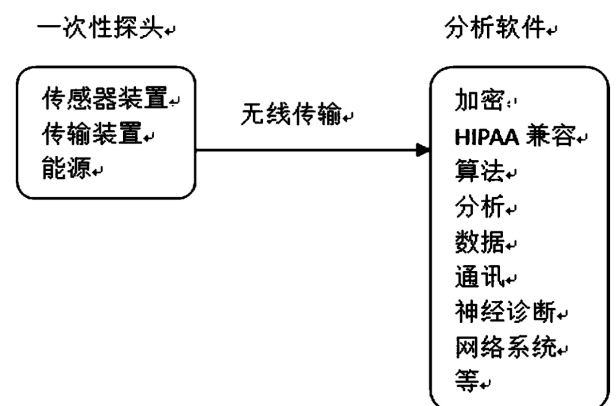 一次性探头
分析软件
传感器装置
传输装置
能源
无线传输
加密
HIPAA 兼容
算法
分析
数据
通讯
神经诊断
网络系统
等